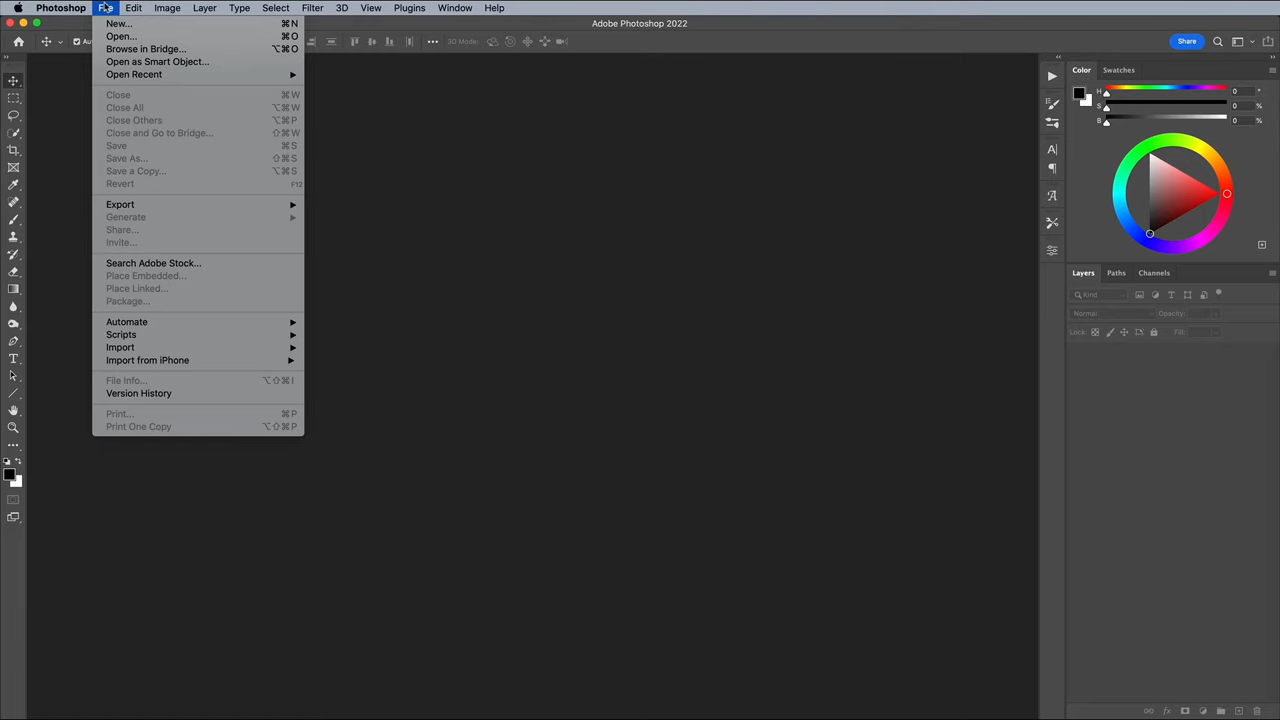 Photoshop File Edit Image Layer Type Select Filter 3D View Plugins Window Help
Adobe Photoshop 2022
3D Mode:
Share
New... ⌘N
Open... ⌘O
Browse in Bridge... ⌥⌘O
Open as Smart Object...
Open Recent
Close ⌘W
Close All ⌥⌘W
Close Others ⌥⌘P
Close and Go to Bridge... ⇧⌘W
Save ⌘S
Save As... ⇧⌘S
Save a Copy... ⌥⌘S
Revert F12
Export
Generate
Share...
Invite...
Search Adobe Stock...
Place Embedded...
Place Linked...
Package...
Automate
Scripts
Import
Import from iPhone
File Info... ⌥⇧⌘I
Version History
Print... ⌘P
Print One Copy ⌥⇧⌘P
Color Swatches
H 0 °
S 0 %
B 0 %
Layers Paths Channels
Kind
Normal Opacity:
Lock: Fill: